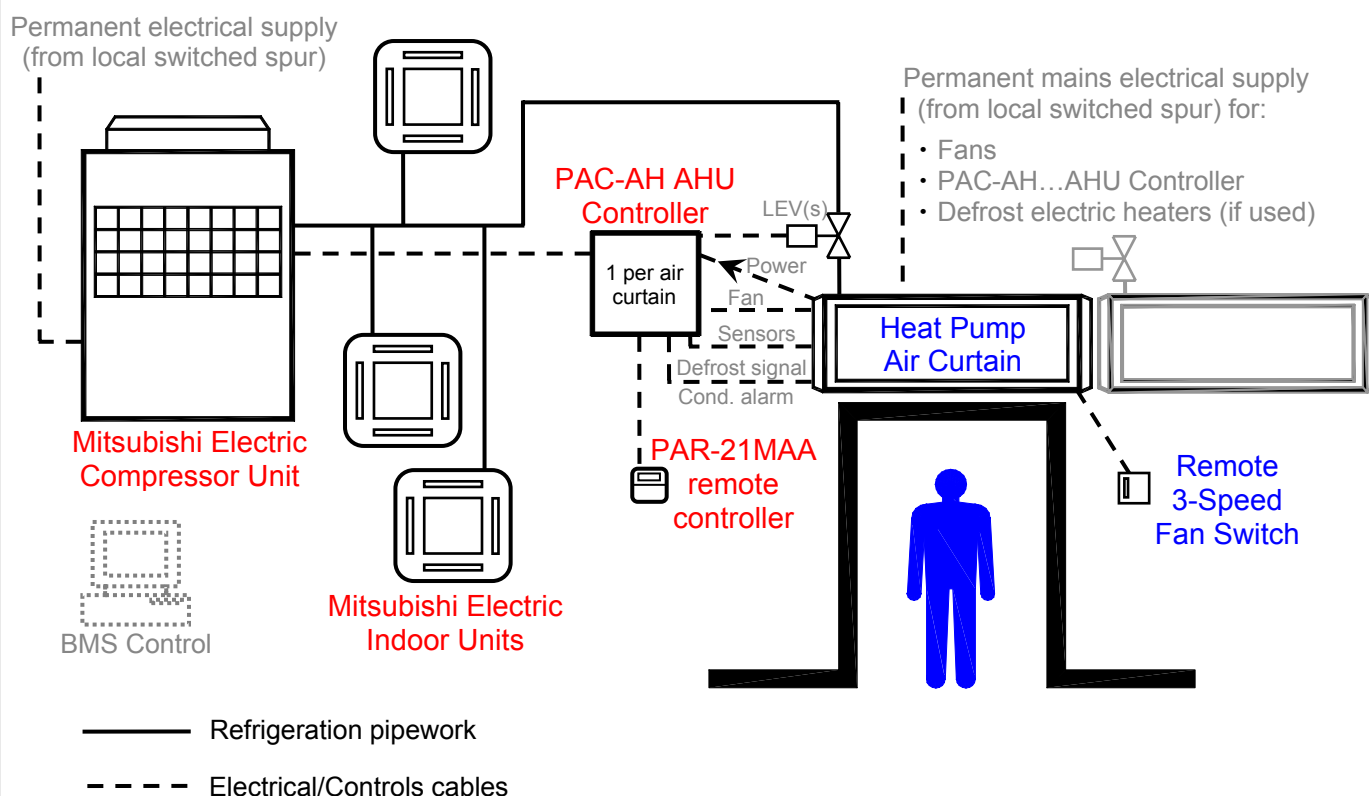 Permanent electrical supply
(from local switched spur)
Permanent mains electrical supply
(from local switched spur) for:
· Fans
· PAC-AH…AHU Controller
· Defrost electric heaters (if used)
PAC-AH AHU
Controller
LEV(s)
1 per air
curtain
Power
Fan
Sensors
Defrost signal
Cond. alarm
Heat Pump
Air Curtain
Mitsubishi Electric
Compressor Unit
PAR-21MAA
remote
controller
Remote
3-Speed
Fan Switch
Mitsubishi Electric
Indoor Units
BMS Control
Refrigeration pipework
Electrical/Controls cables